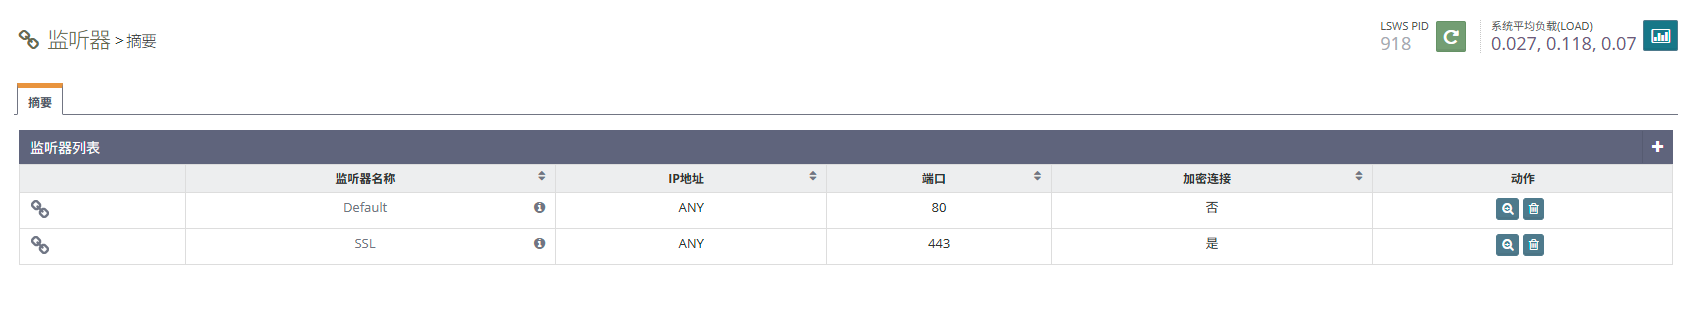 监听器 > 摘要
LSWS PID
918
系统平均负载(LOAD)
0.027, 0.118, 0.07
摘要
监听器列表
监听器名称 IP地址 端口 加密连接 动作
Default ANY 80 否
SSL ANY 443 是